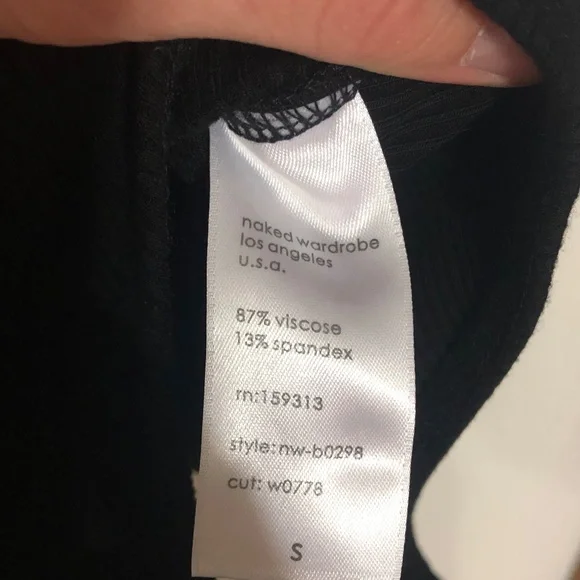 naked wardrobe
los angeles
u.s.a.
87% viscose
13% spandex
rn:159313
style:nw-b0298
cut: w0778
S